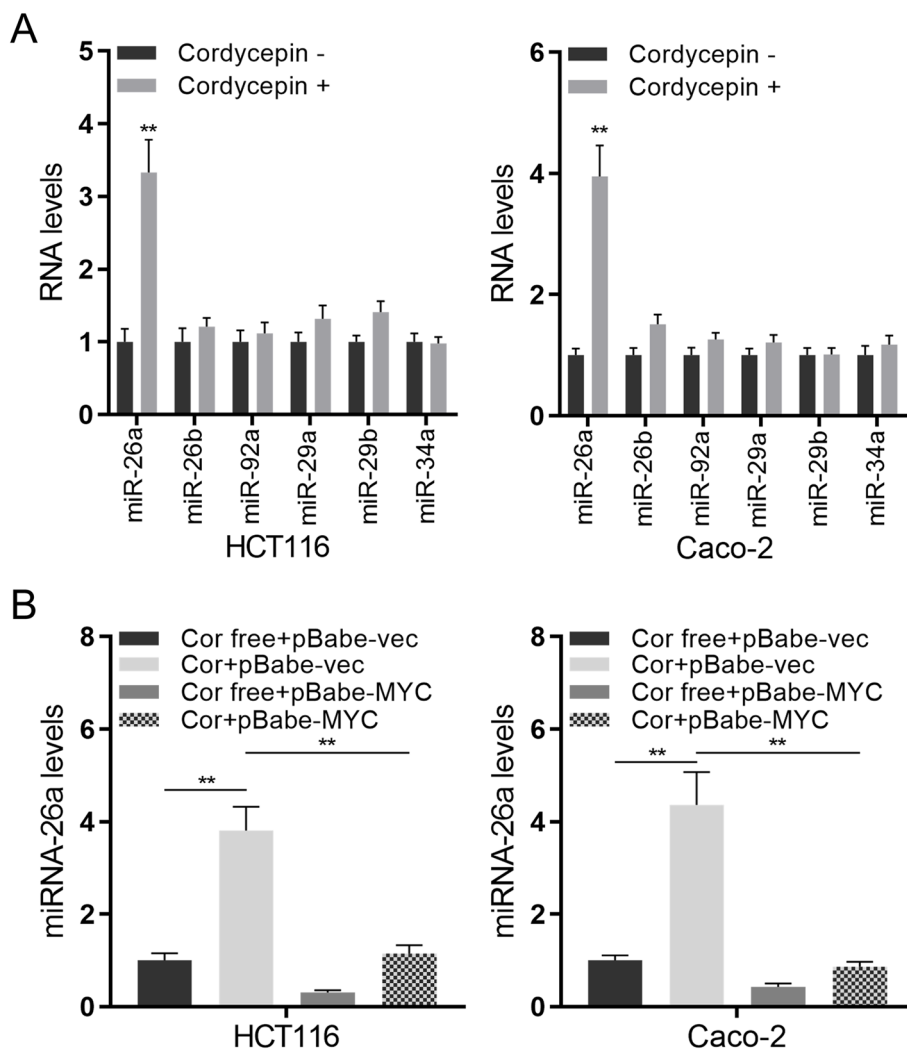 A
Cordycepin -
Cordycepin +
RNA levels
5
4
3
2
1
0
**
miR-26a
miR-26b
miR-92a
miR-29a
miR-29b
miR-34a
HCT116
Cordycepin -
Cordycepin +
RNA levels
6
4
2
0
**
miR-26a
miR-26b
miR-92a
miR-29a
miR-29b
miR-34a
Caco-2
B
Cor free+pBabe-vec
Cor+pBabe-vec
Cor free+pBabe-MYC
Cor+pBabe-MYC
miRNA-26a levels
8
6
4
2
0
**
**
HCT116
Cor free+pBabe-vec
Cor+pBabe-vec
Cor free+pBabe-MYC
Cor+pBabe-MYC
miRNA-26a levels
8
6
4
2
0
**
**
Caco-2